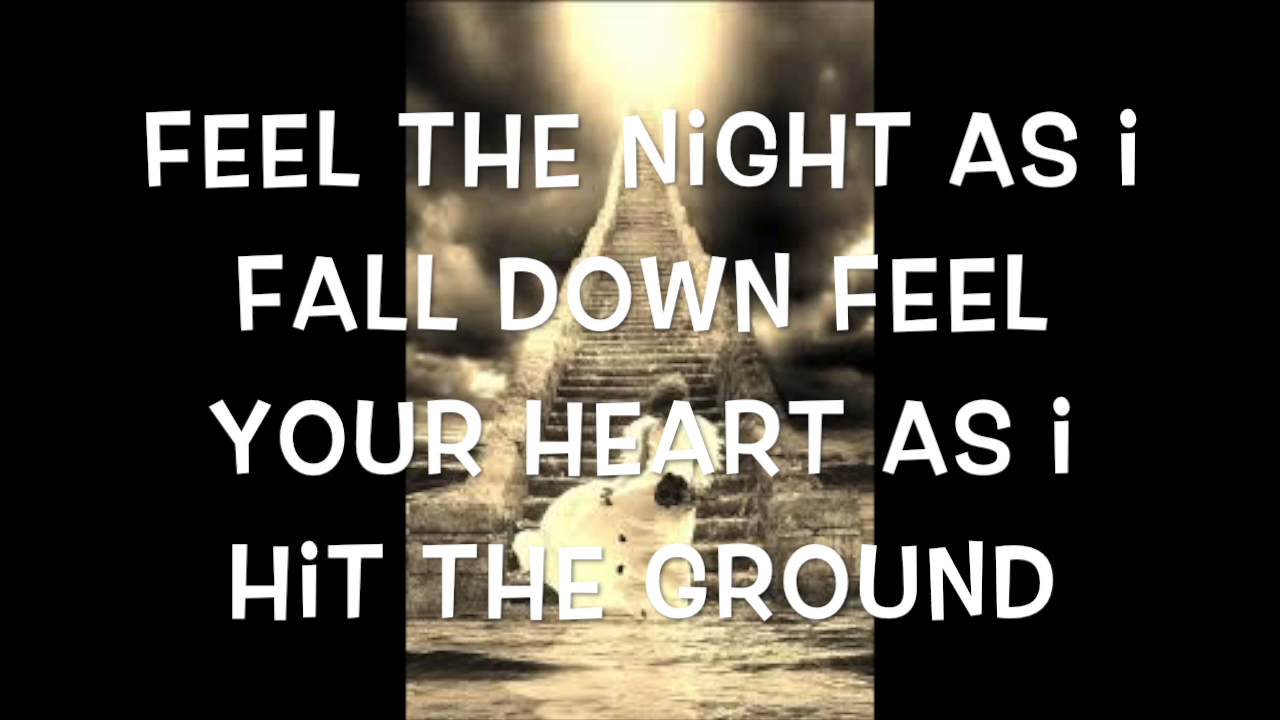 FEEL THE NiGHT AS i
FALL DOWN FEEL
YOUR HEART AS i
HiT THE GROUND